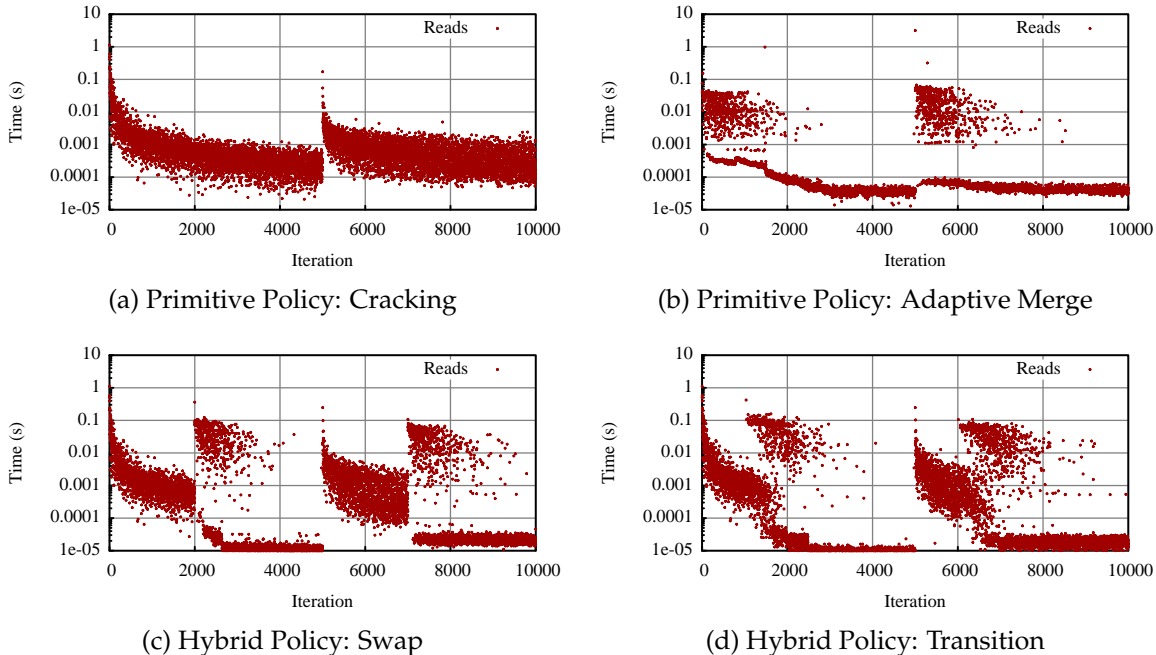 10
1
0.1
0.01
0.001
0.0001
1e-05
0
2000
4000
6000
8000
10000
Time (s)
Iteration
Reads
(a) Primitive Policy: Cracking
10
1
0.1
0.01
0.001
0.0001
1e-05
0
2000
4000
6000
8000
10000
Time (s)
Iteration
Reads
(b) Primitive Policy: Adaptive Merge
10
1
0.1
0.01
0.001
0.0001
1e-05
0
2000
4000
6000
8000
10000
Time (s)
Iteration
Reads
(c) Hybrid Policy: Swap
10
1
0.1
0.01
0.001
0.0001
1e-05
0
2000
4000
6000
8000
10000
Time (s)
Iteration
Reads
(d) Hybrid Policy: Transition